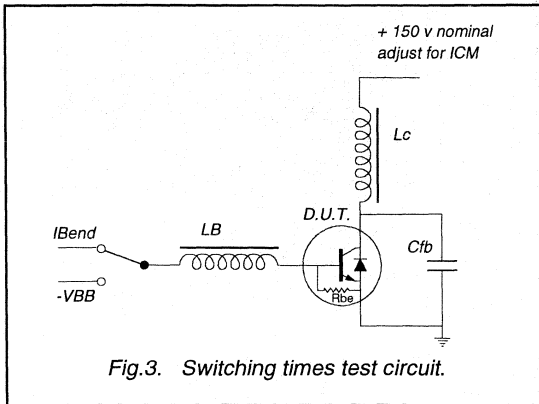 + 150 v nominal
adjust for ICM
Lc
D.U.T.
LB
IBend
Cfb
-VBB
Rbe
Fig.3. Switching times test circuit.